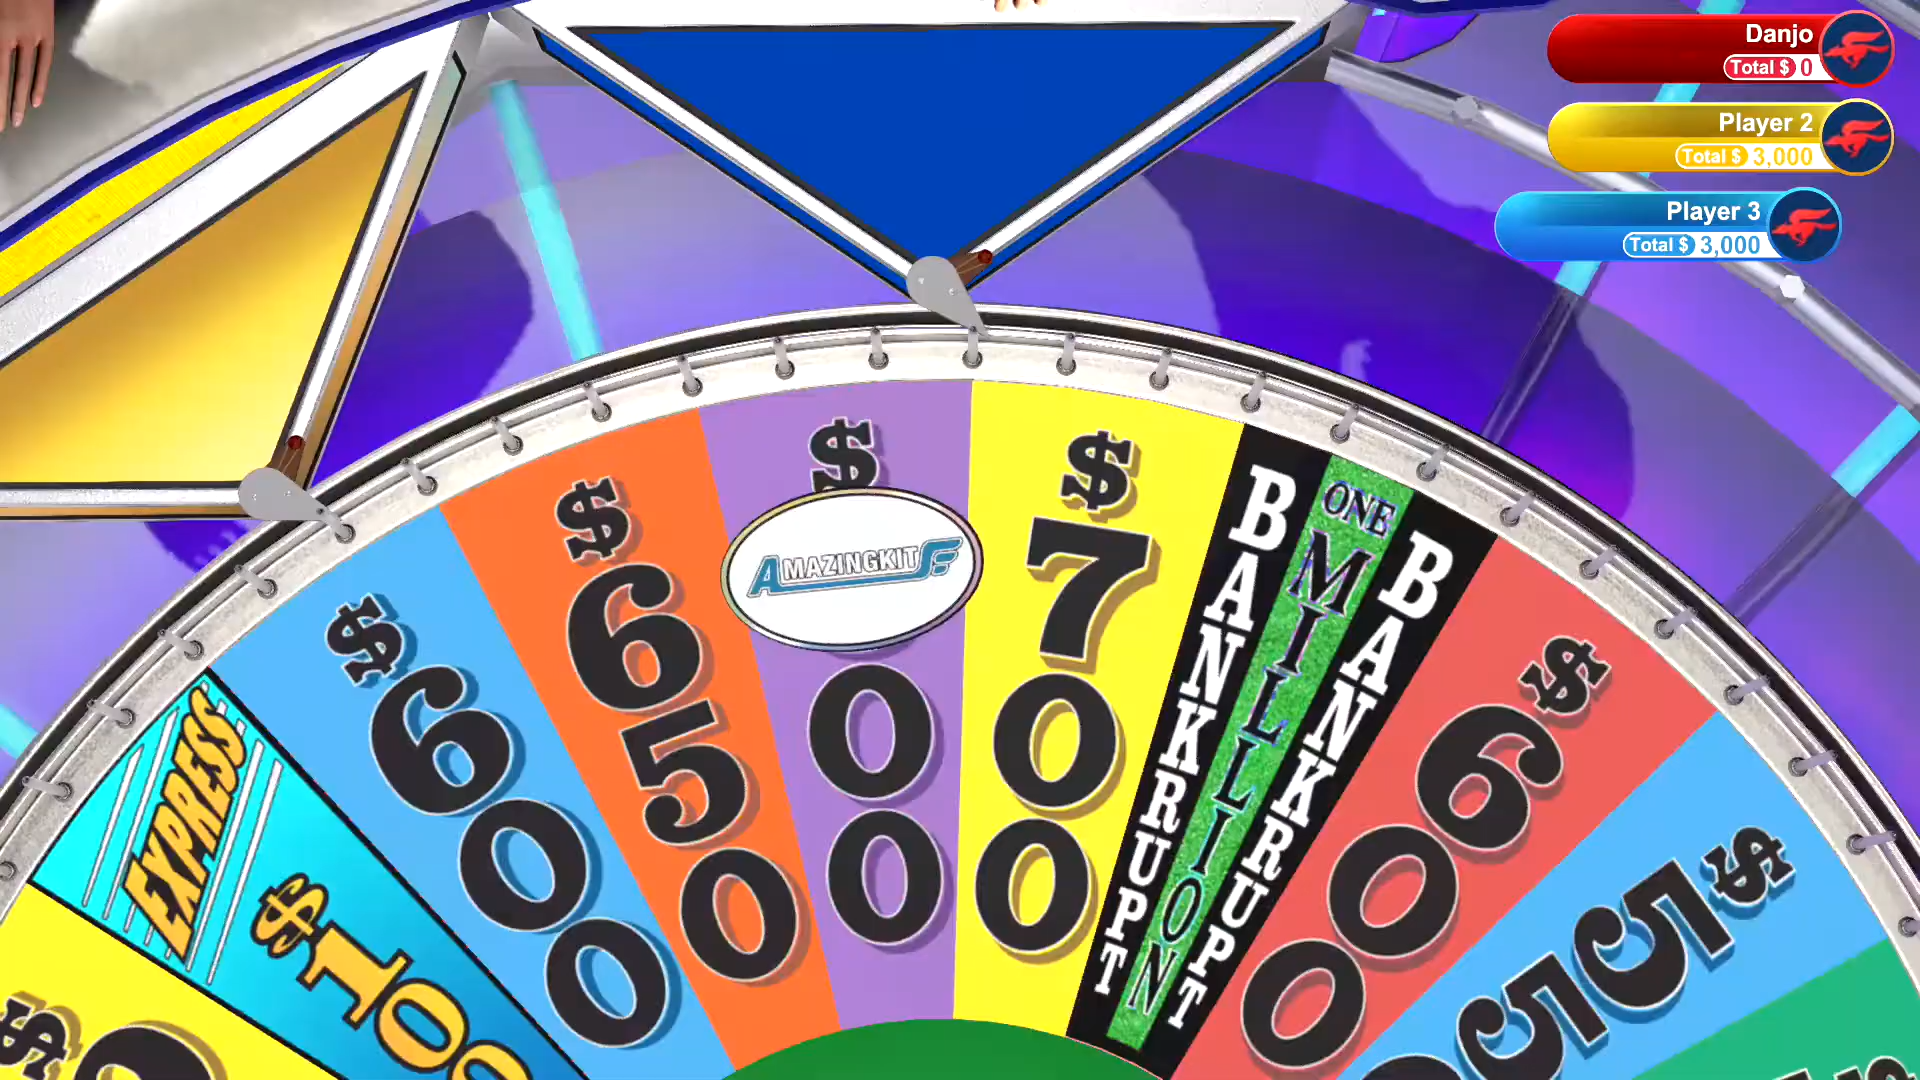 Danjo
Total $ 0
Player 2
Total $ 3,000
Player 3
Total $ 3,000
EXPRESS
$100
$600
$650
$
AMAZINGKIT
00
$700
BANKRUPT
ONE
MILLION
BANKRUPT
$900
$55
$
$